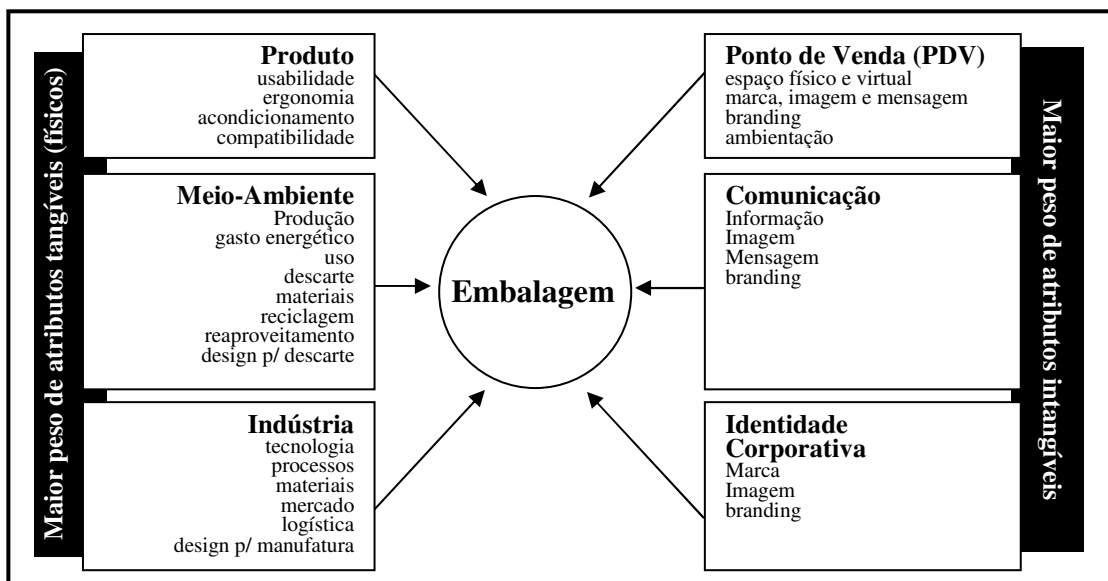 Maior peso de atributos tangíveis (físicos)
Produto
usabilidade
ergonomia
acondicionamento
compatibilidade
Meio-Ambiente
Produção
gasto energético
uso
descarte
materiais
reciclagem
reaproveitamento
design p/ descarte
Indústria
tecnologia
processos
materiais
mercado
logística
design p/ manufatura
Embalagem
Ponto de Venda (PDV)
espaço físico e virtual
marca, imagem e mensagem
branding
ambientação
Comunicação
Informação
Imagem
Mensagem
branding
Identidade
Corporativa
Marca
Imagem
branding
Maior peso de atributos intangíveis